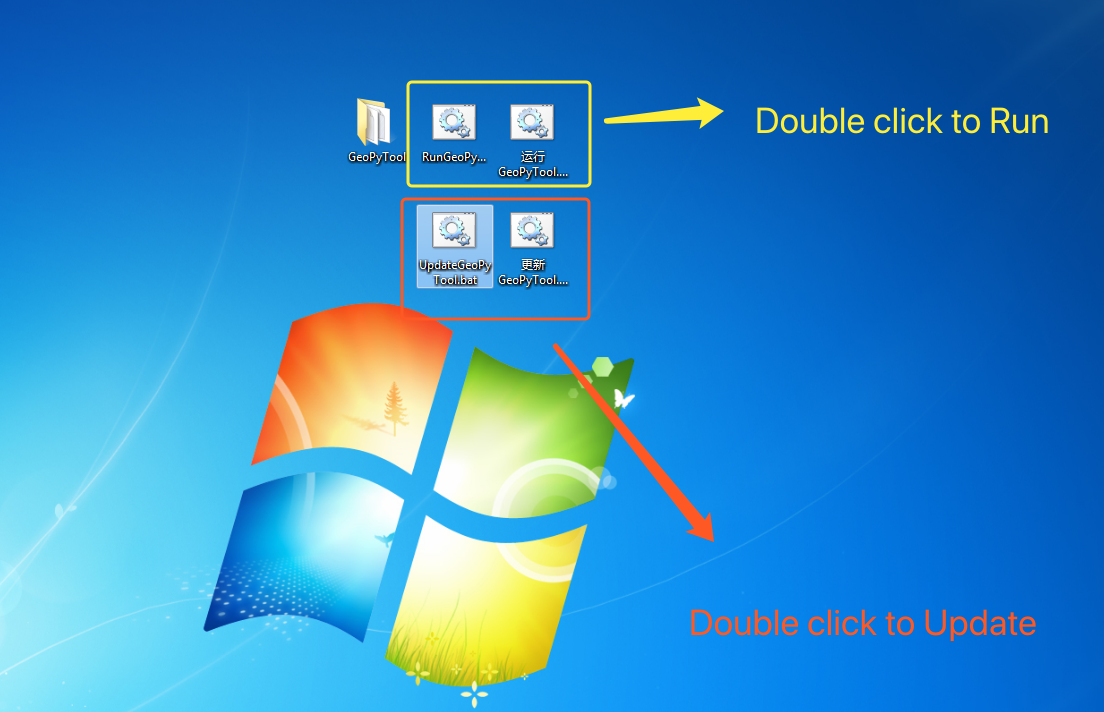 GeoPyTool
RunGeoPy...
运行
GeoPyTool....
Double click to Run
UpdateGeoPy
Tool.bat
更新
GeoPyTool....
Double click to Update